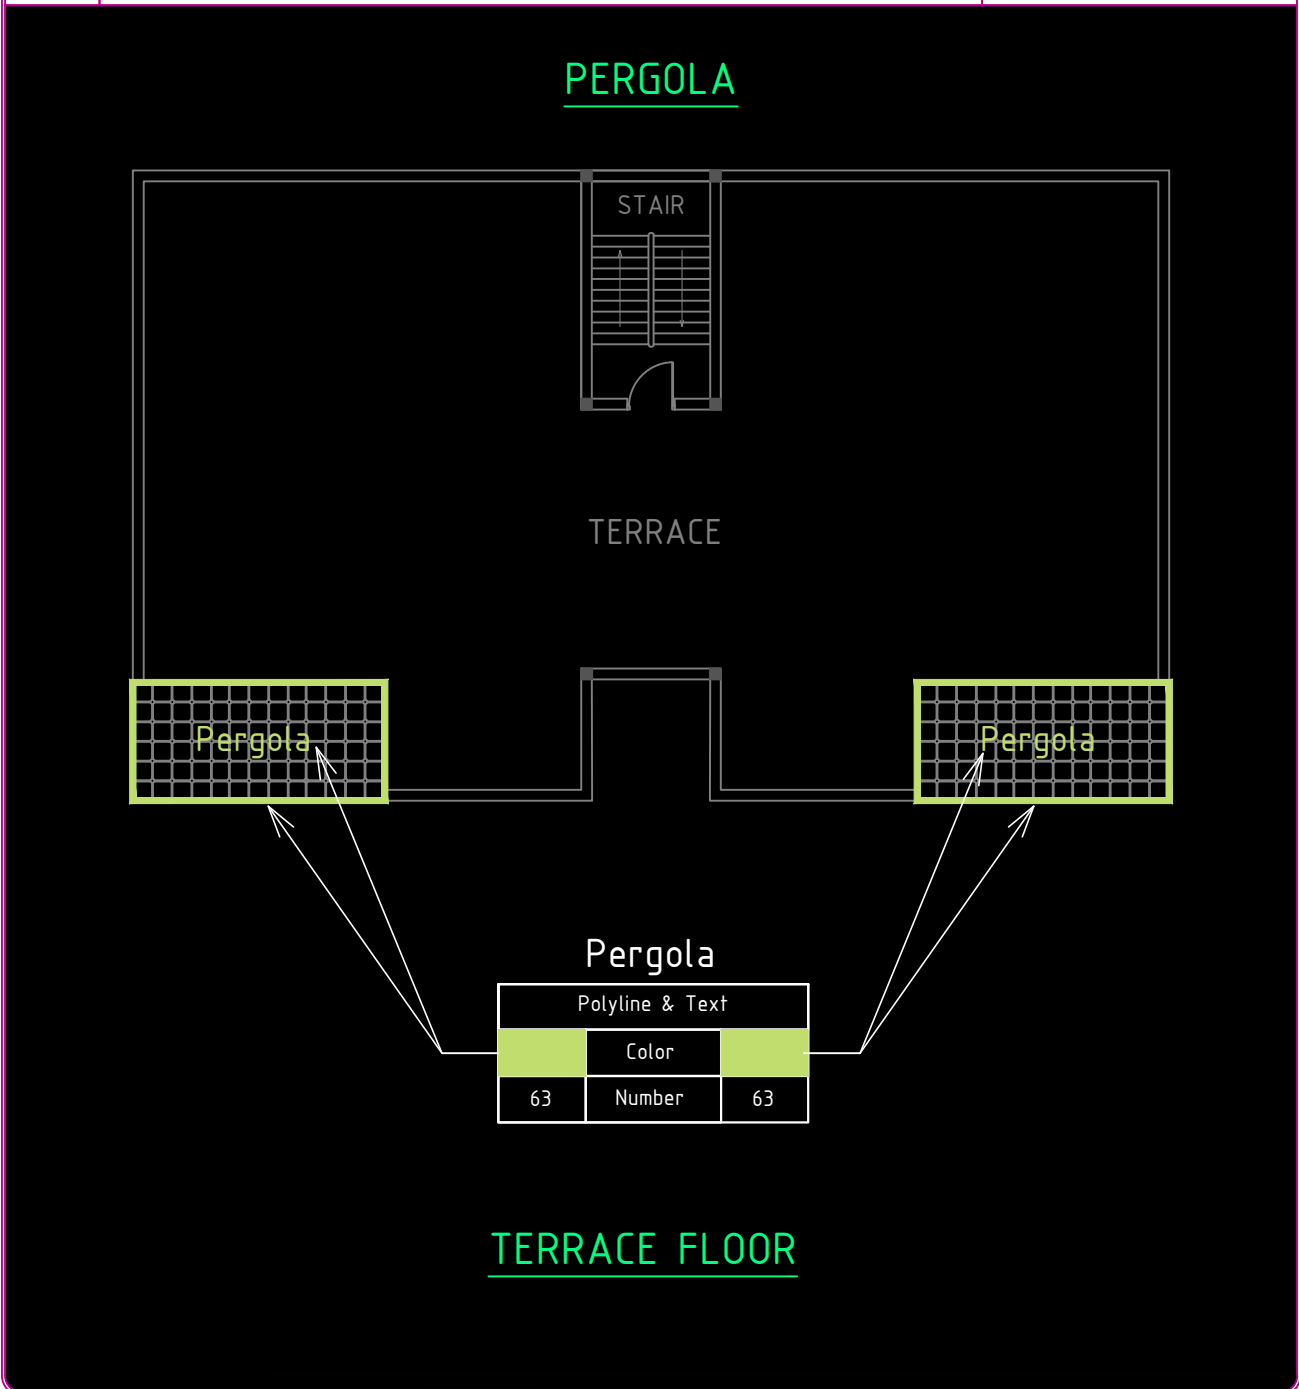 PERGOLA
STAIR
TERRACE
Pergola
Pergola
Pergola
Polyline & Text
Color
63 Number 63
TERRACE FLOOR